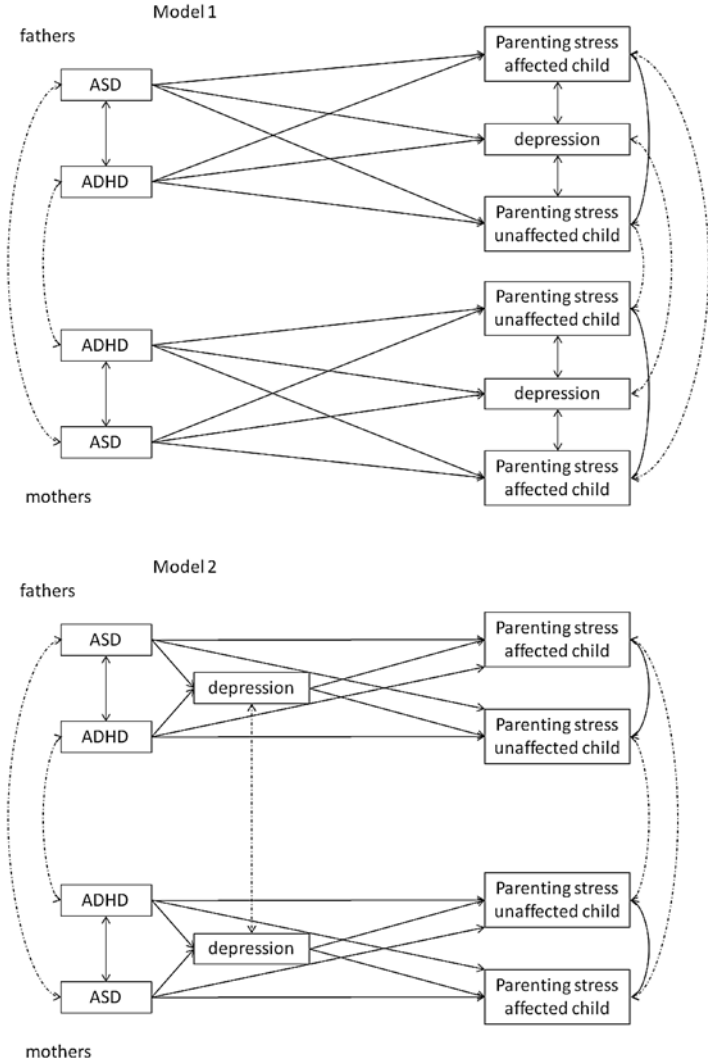 Model 1
fathers
Parenting stress
affected child
ASD
depression
ADHD
Parenting stress
unaffected child
Parenting stress
unaffected child
ADHD
depression
ASD
Parenting stress
affected child
mothers
Model 2
fathers
ASD
Parenting stress
affected child
depression
ADHD
Parenting stress
unaffected child
ADHD
Parenting stress
unaffected child
depression
ASD
Parenting stress
affected child
mothers